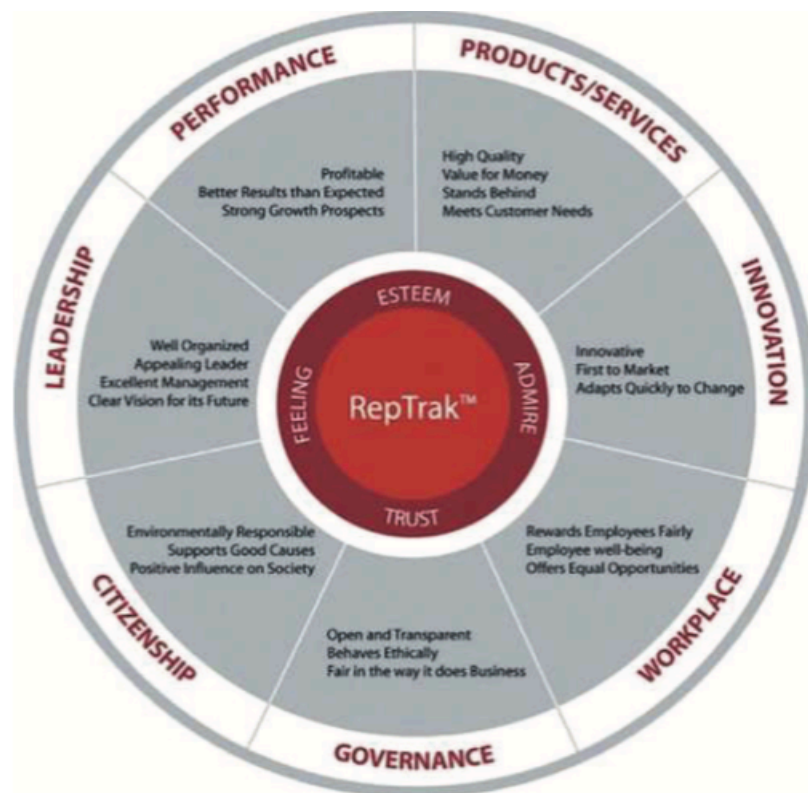 PERFORMANCE
Profitable
Better Results than Expected
Strong Growth Prospects
PRODUCTS/SERVICES
High Quality
Value for Money
Stands Behind
Meets Customer Needs
INNOVATION
Innovative
First to Market
Adapts Quickly to Change
WORKPLACE
Rewards Employees Fairly
Employee well-being
Offers Equal Opportunities
GOVERNANCE
Open and Transparent
Behaves Ethically
Fair in the way it does Business
CITIZENSHIP
Environmentally Responsible
Supports Good Causes
Positive Influence on Society
LEADERSHIP
Well Organized
Appealing Leader
Excellent Management
Clear Vision for its Future
ESTEEM
ADMIRE
TRUST
FEELING
RepTrak™